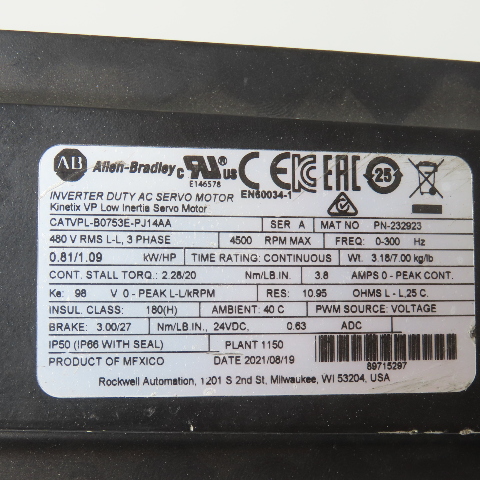 AB Allen-Bradley c UL us CE KC EAC 25
E146578
INVERTER DUTY AC SERVO MOTOR EN60034-1
Kinetix VP Low Inertia Servo Motor
CATVPL-B0753E-PJ14AA SER A MAT NO PN-232923
480 V RMS L-L, 3 PHASE 4500 RPM MAX FREQ: 0-300 Hz
0.81/1.09 kW/HP TIME RATING: CONTINUOUS Wt. 3.18/7.00 kg/lb
CONT. STALL TORQ.: 2.28/20 Nm/LB.IN. 3.8 AMPS 0-PEAK CONT.
Ke: 98 V 0-PEAK L-L/kRPM RES: 10.95 OHMS L-L,25 C.
INSUL. CLASS: 180(H) AMBIENT: 40 C PWM SOURCE: VOLTAGE
BRAKE: 3.00/27 Nm/LB IN., 24VDC, 0.63 ADC
IP50 (IP66 WITH SEAL) PLANT 1150
PRODUCT OF MEXICO DATE 2021/08/19 89715297
Rockwell Automation, 1201 S 2nd St, Milwaukee, WI 53204, USA